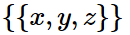 {{x, y, z}}